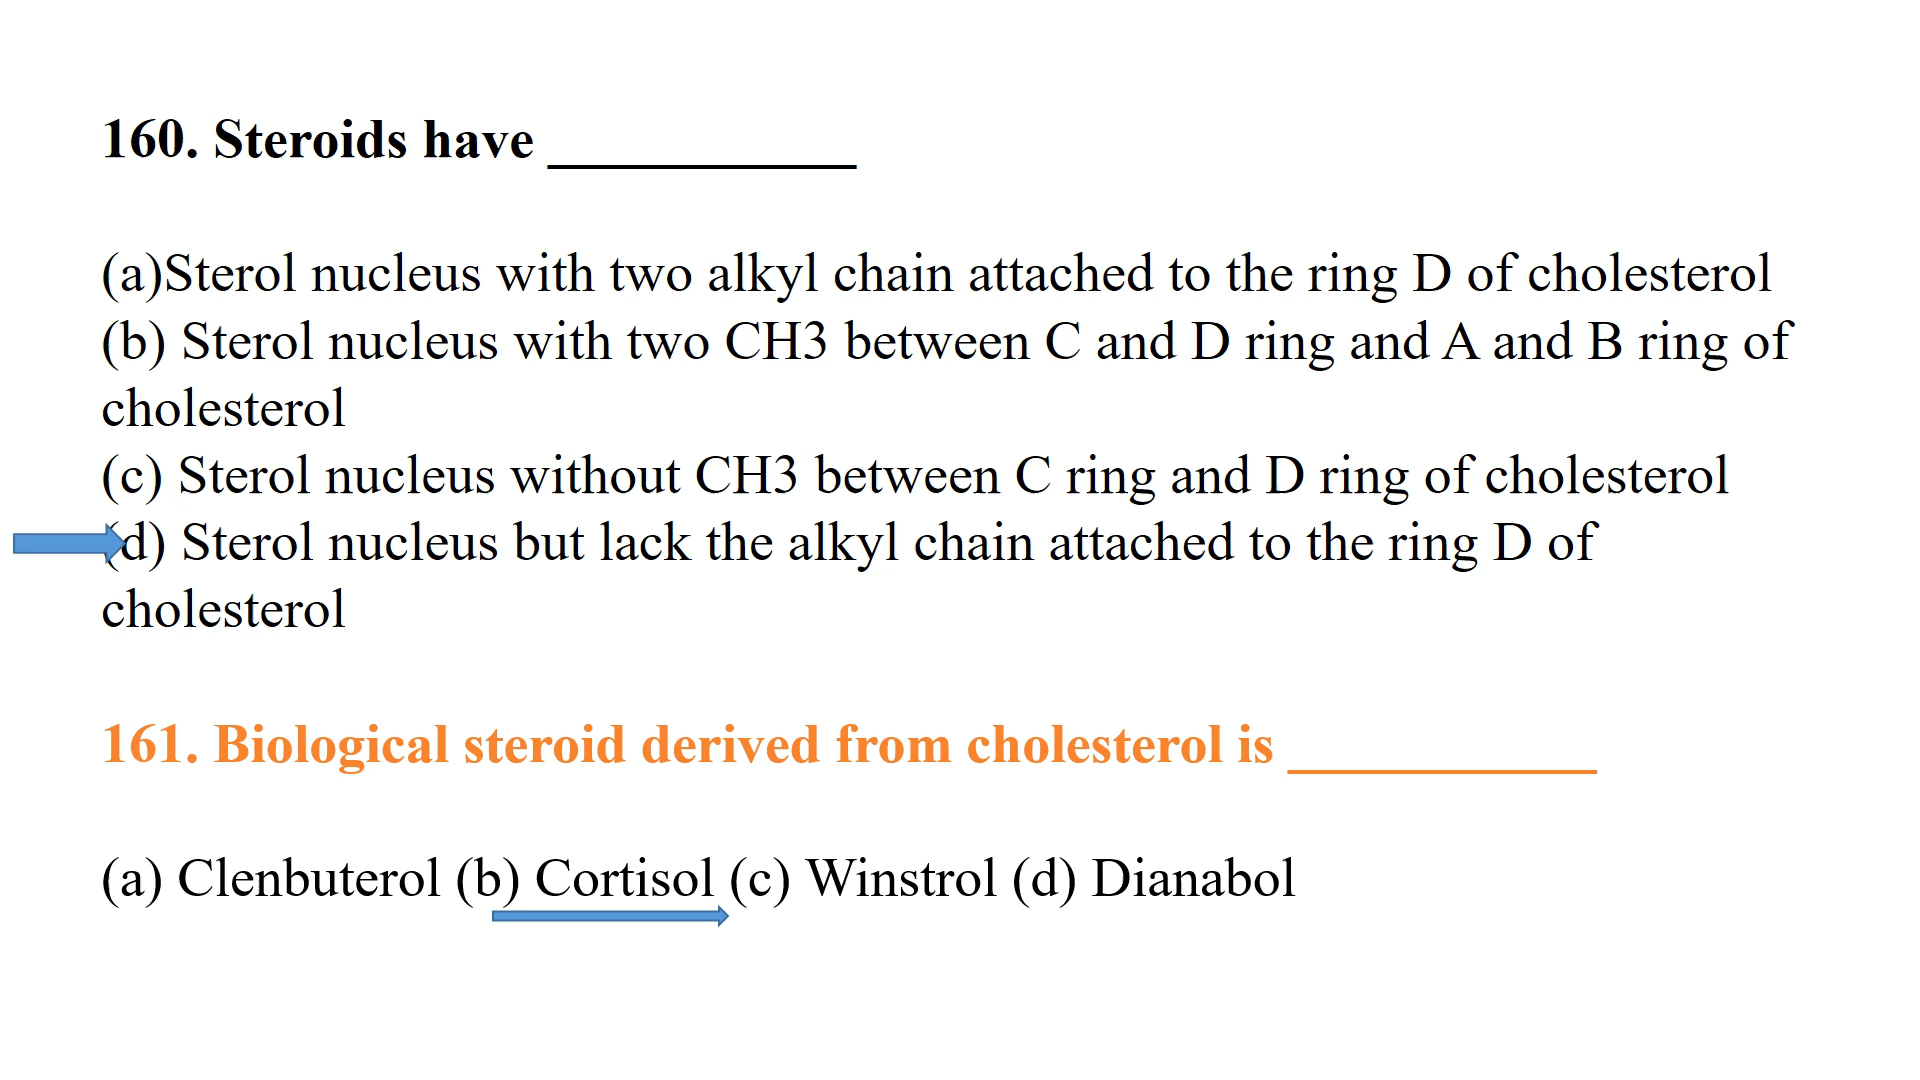 160. Steroids have ___________
(a)Sterol nucleus with two alkyl chain attached to the ring D of cholesterol
(b) Sterol nucleus with two CH3 between C and D ring and A and B ring of
cholesterol
(c) Sterol nucleus without CH3 between C ring and D ring of cholesterol
(d) Sterol nucleus but lack the alkyl chain attached to the ring D of
cholesterol
161. Biological steroid derived from cholesterol is ___________
(a) Clenbuterol (b) Cortisol (c) Winstrol (d) Dianabol